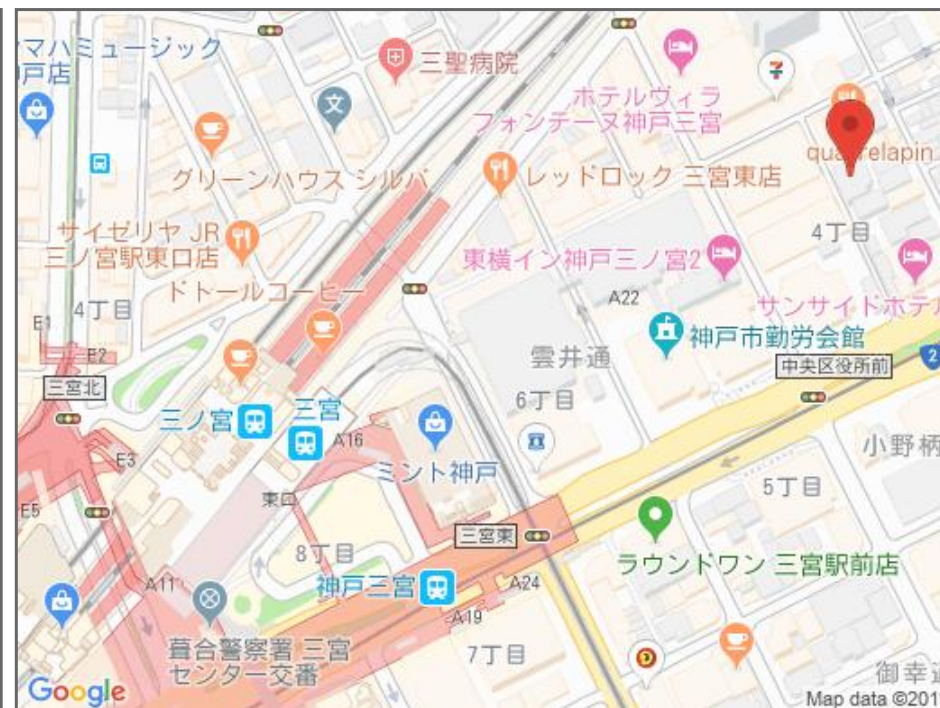 マハミュージック
戸店
三聖病院
ホテルヴィラ
フォンテーヌ神戸三宮
文
グリーンハウス シルバ
レッドロック 三宮東店
relapin
サイゼリヤ JR
三ノ宮駅東口店
4丁目
東横イン神戸三ノ宮2
ドトールコーヒー
4丁目
A22
サンサイドホテル
E1
E2
神戸市勤労会館
雲井通
中央区役所前
2
三宮北
6丁目
三ノ宮
三宮
A16
ミント神戸
小野柄
E3
東口
5丁目
E5
三宮東
8丁目
ラウンドワン 三宮駅前店
A11
神戸三宮
A24
A19
葺合警察署 三宮
センター交番
7丁目
御幸通
Google
Map data ©201